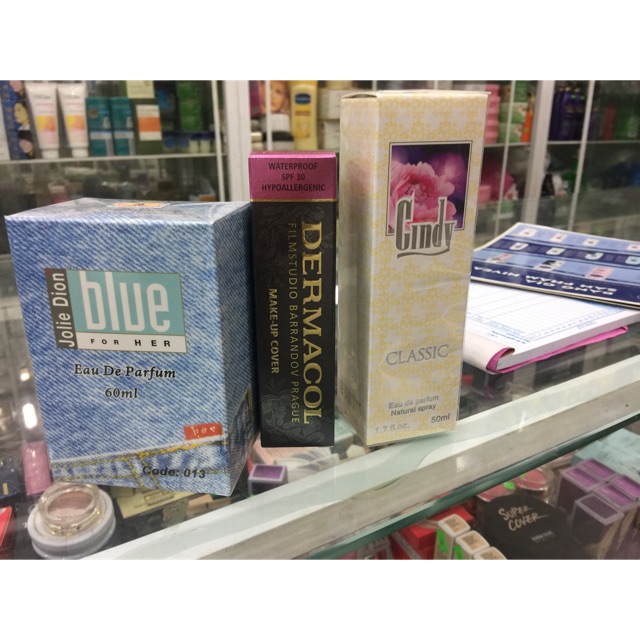 Jolie Dion
blue
FOR HER
Eau De Parfum
60ml
her
Code: 013
WATERPROOF
SPF 30
HYPOALLERGENIC
DERMACOL
FILMSTUDIO BARRANDOV PRAGUE
MAKE-UP COVER
Cindy
CLASSIC
Eau de parfum
Natural spray
1.7 fl.oz.
50ml
SUPER
COVER